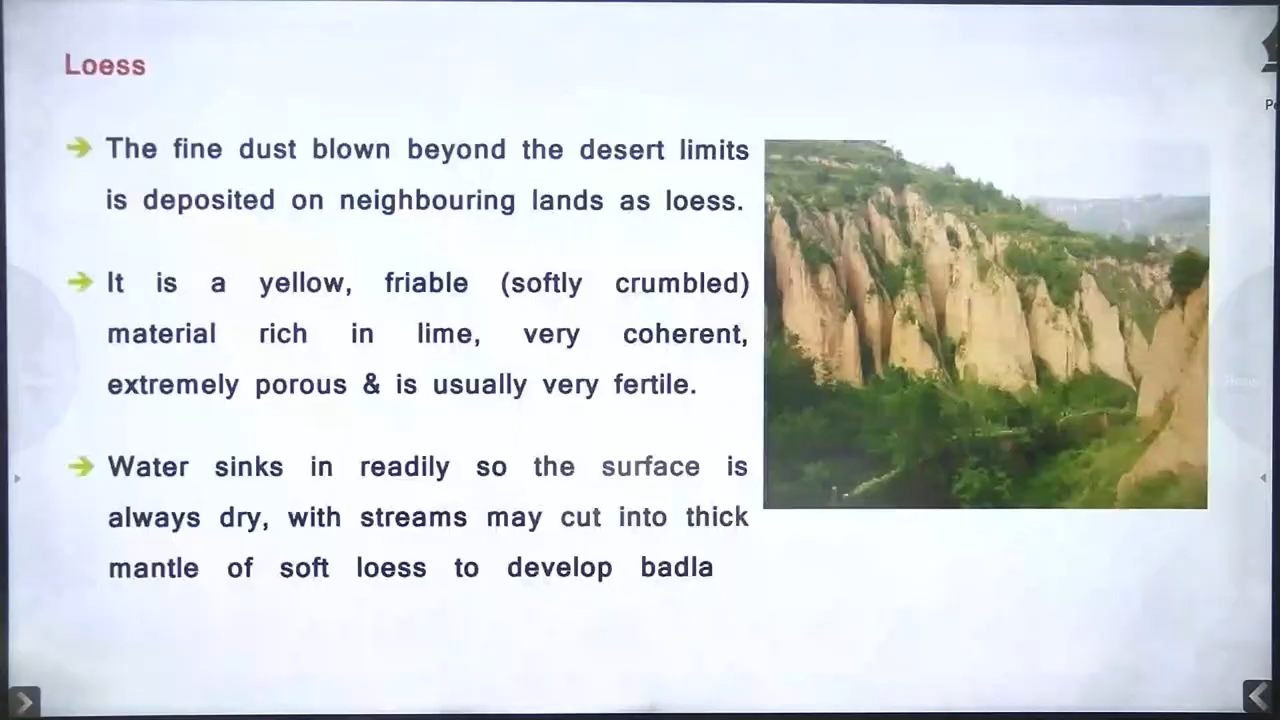 Loess
➔ The fine dust blown beyond the desert limits
is deposited on neighbouring lands as loess.
➔ It is a yellow, friable (softly crumbled)
material rich in lime, very coherent,
extremely porous & is usually very fertile.
➔ Water sinks in readily so the surface is
always dry, with streams may cut into thick
mantle of soft loess to develop badla